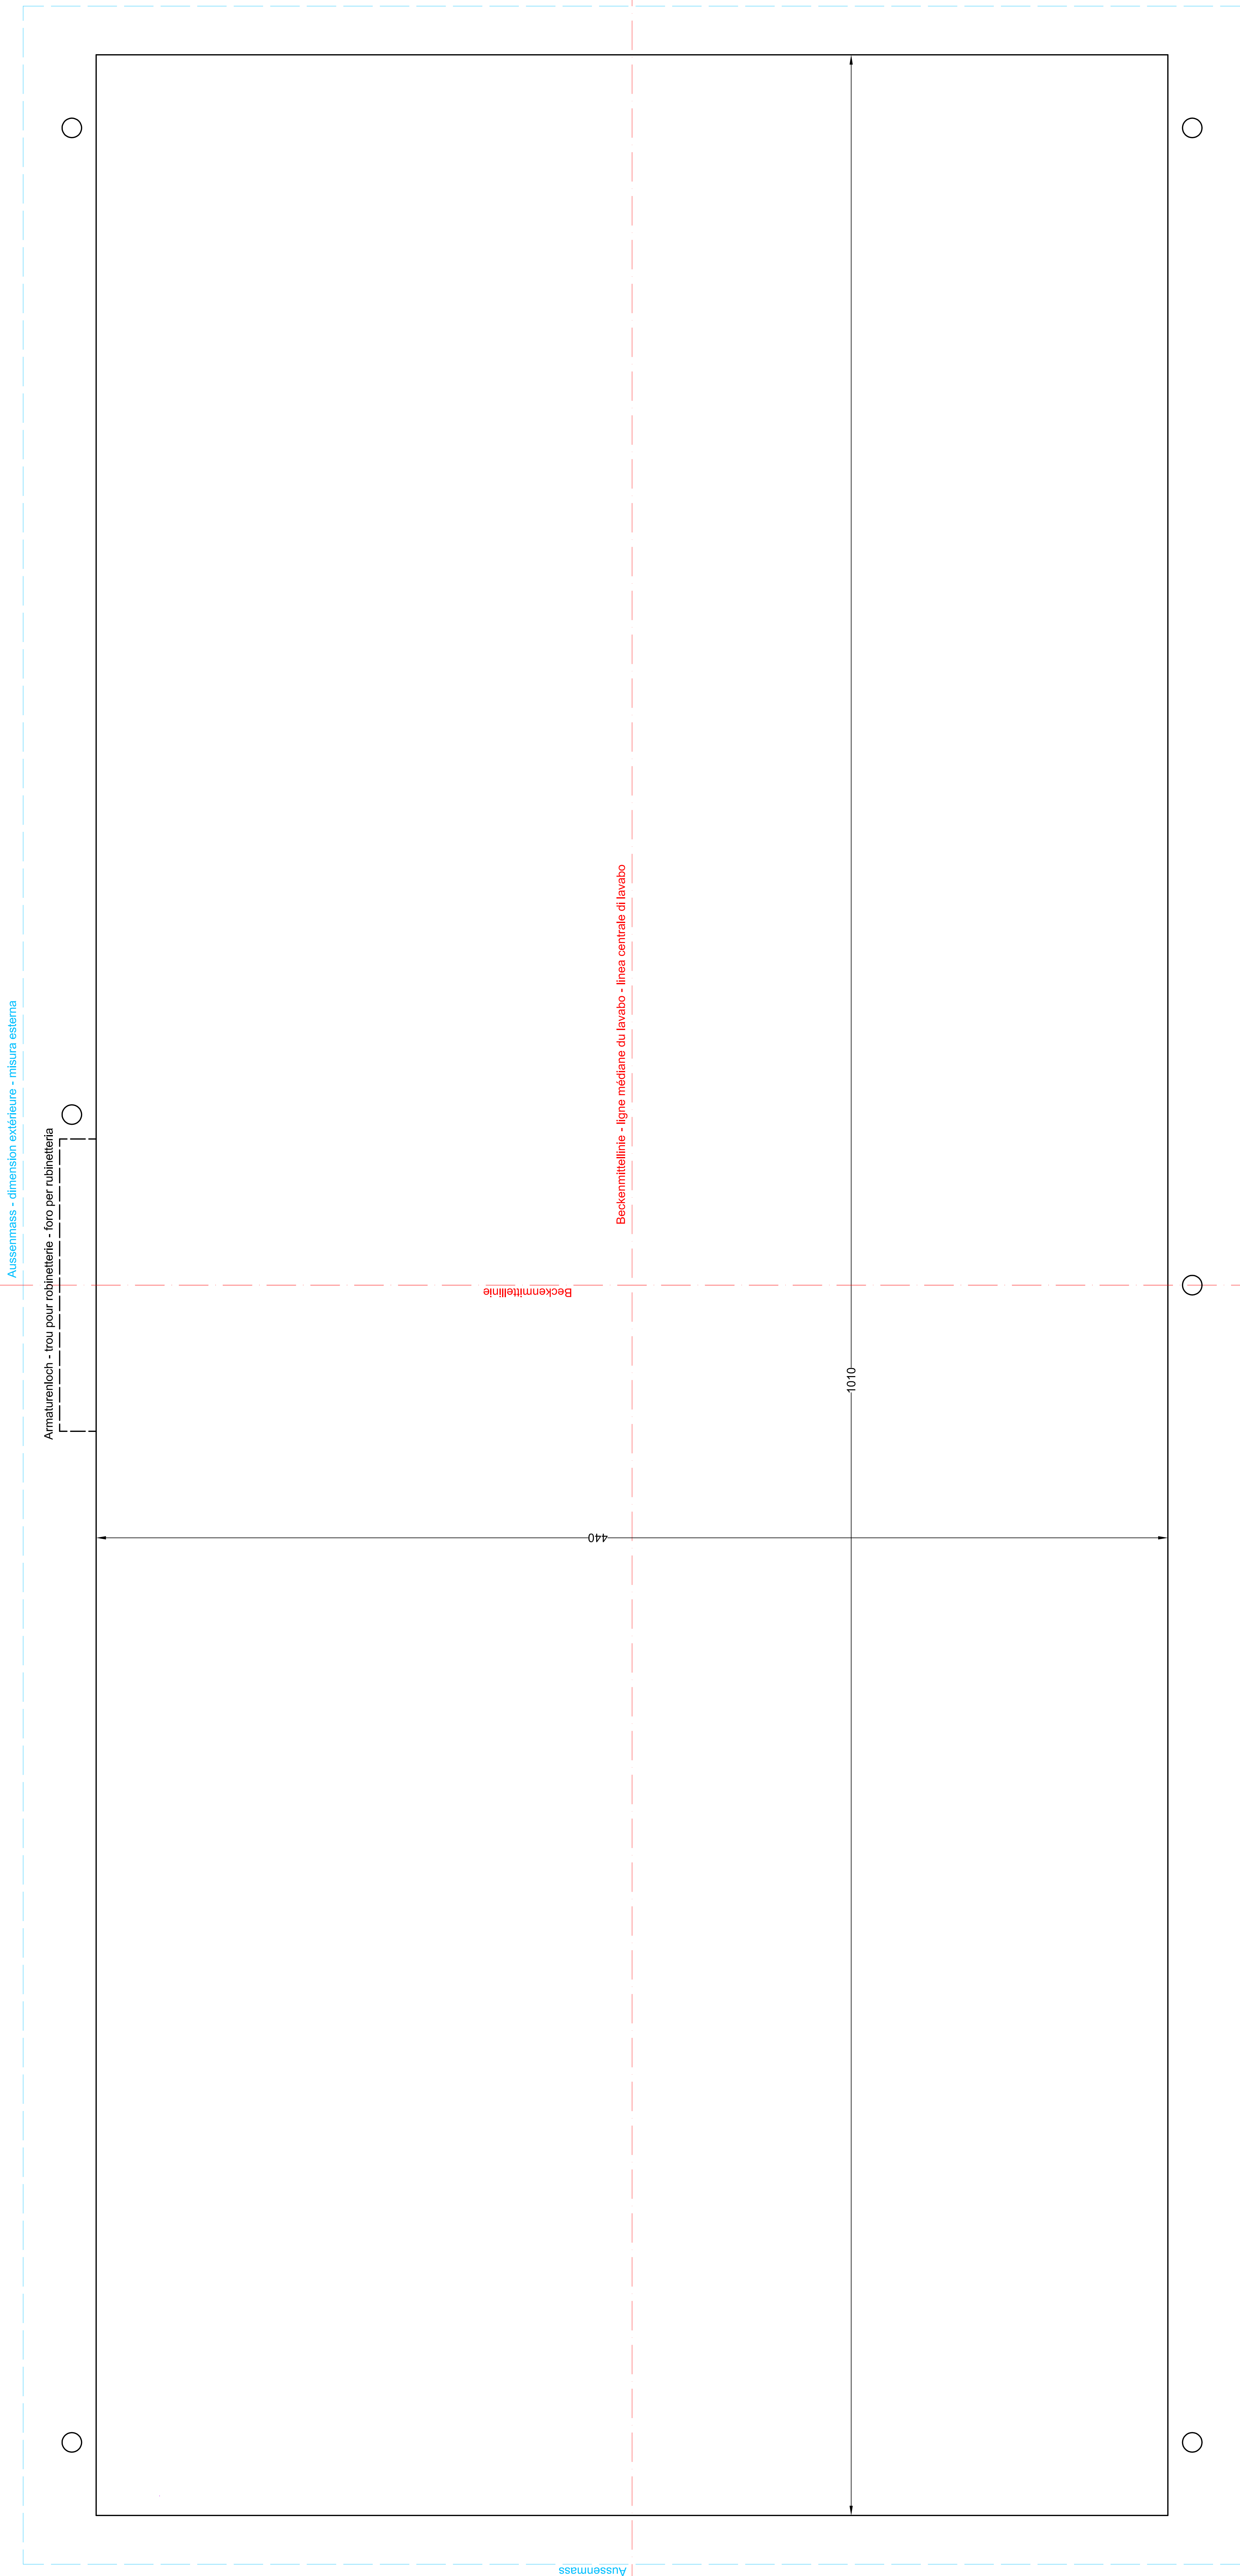 Aussenmass - dimension extérieure - misura esterna
Armaturenloch - trou pour robinetterie - foro per rubinetteria
Beckenmittellinie - ligne médiane du lavabo - linea centrale di lavabo
Beckenmittellinie
1010
440
Aussenmass